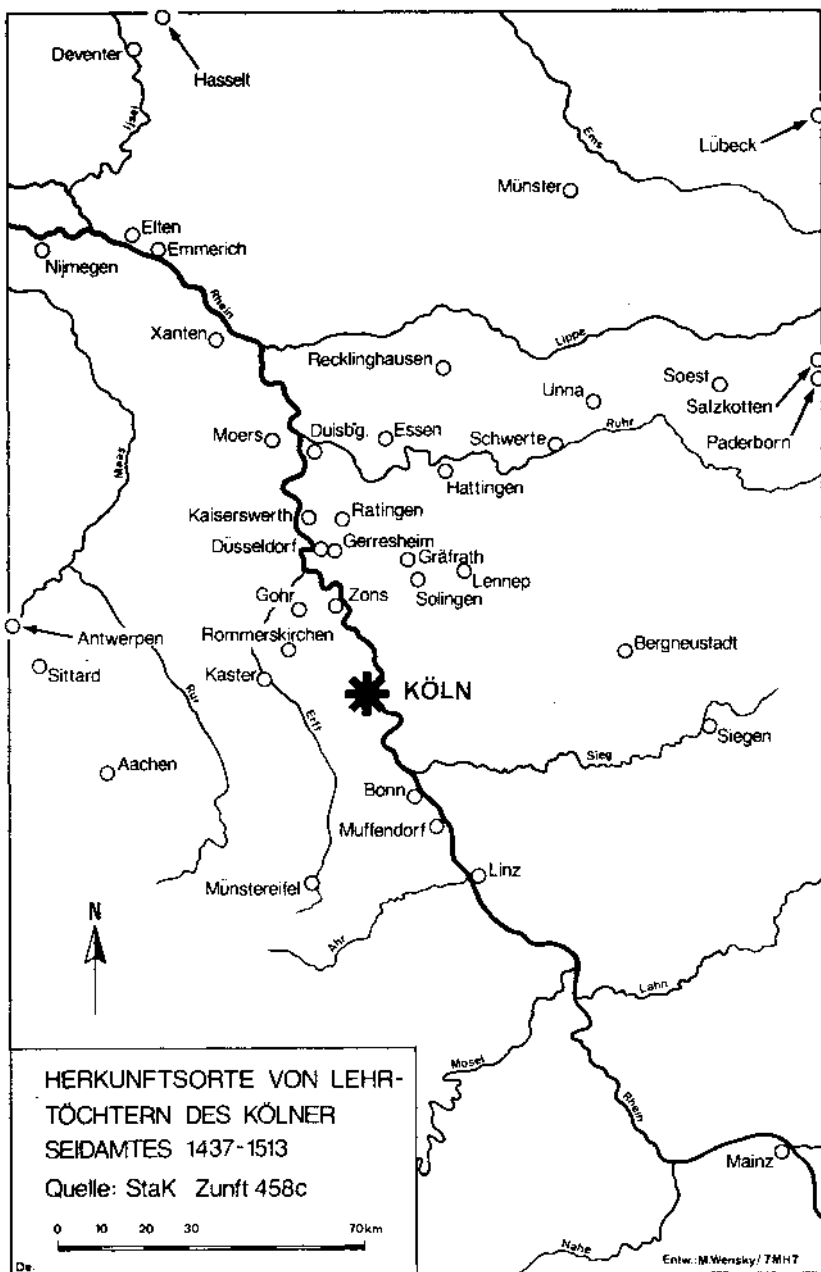 Deventer
Hasselt
Ijsel
Ems
Lübeck
Münster
Elten
Emmerich
Nijmegen
Rhein
Xanten
Lippe
Recklinghausen
Unna
Soest
Salzkotten
Paderborn
Maas
Moers
Duisbg.
Essen
Schwerte
Ruhr
Hattingen
Kaiserswerth
Ratingen
Düsseldorf
Gerresheim
Gräfrath
Lennep
Solingen
Gohr
Zons
Antwerpen
Rommerskirchen
Bergneustadt
Sittard
Kaster
KÖLN
Rur
Erft
Siegen
Sieg
Aachen
Bonn
Muffendorf
Münstereifel
Linz
N
Ahr
Lahn
Mosel
Rhein
HERKUNFTSORTE VON LEHR-
TÖCHTERN DES KÖLNER
SEIDAMTES 1437-1513
Quelle: StaK Zunft 458c
0 10 20 30 70km
De.
Mainz
Nahe
Entw.: M.Wensky/7MH7